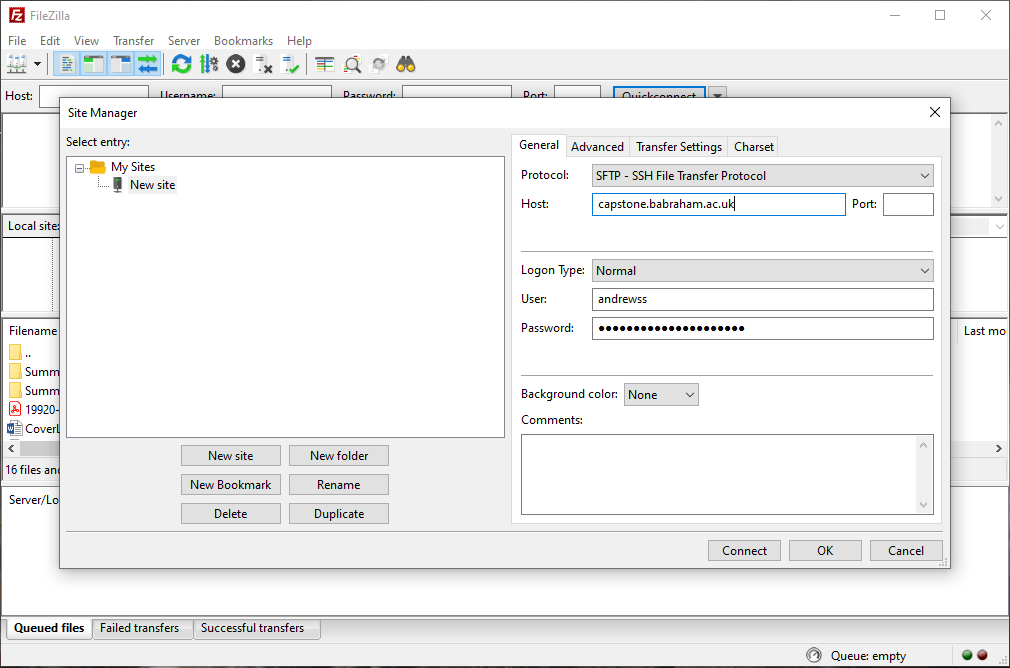 FileZilla
File Edit View Transfer Server Bookmarks Help
Host: Username: Password: Port: Quickconnect
Site Manager
Select entry:
My Sites
New site
General Advanced Transfer Settings Charset
Protocol: SFTP - SSH File Transfer Protocol
Host: capstone.babraham.ac.uk Port:
Logon Type: Normal
User: andrewss
Password: ●●●●●●●●●●●●●●●●●●●●●
Background color: None
Comments:
New site New folder
New Bookmark Rename
Delete Duplicate
Connect OK Cancel
Local site:
Filename Last mo
..
Summ
Summ
19920-
CoverL
16 files and
Server/Lo
Queued files Failed transfers Successful transfers
Queue: empty